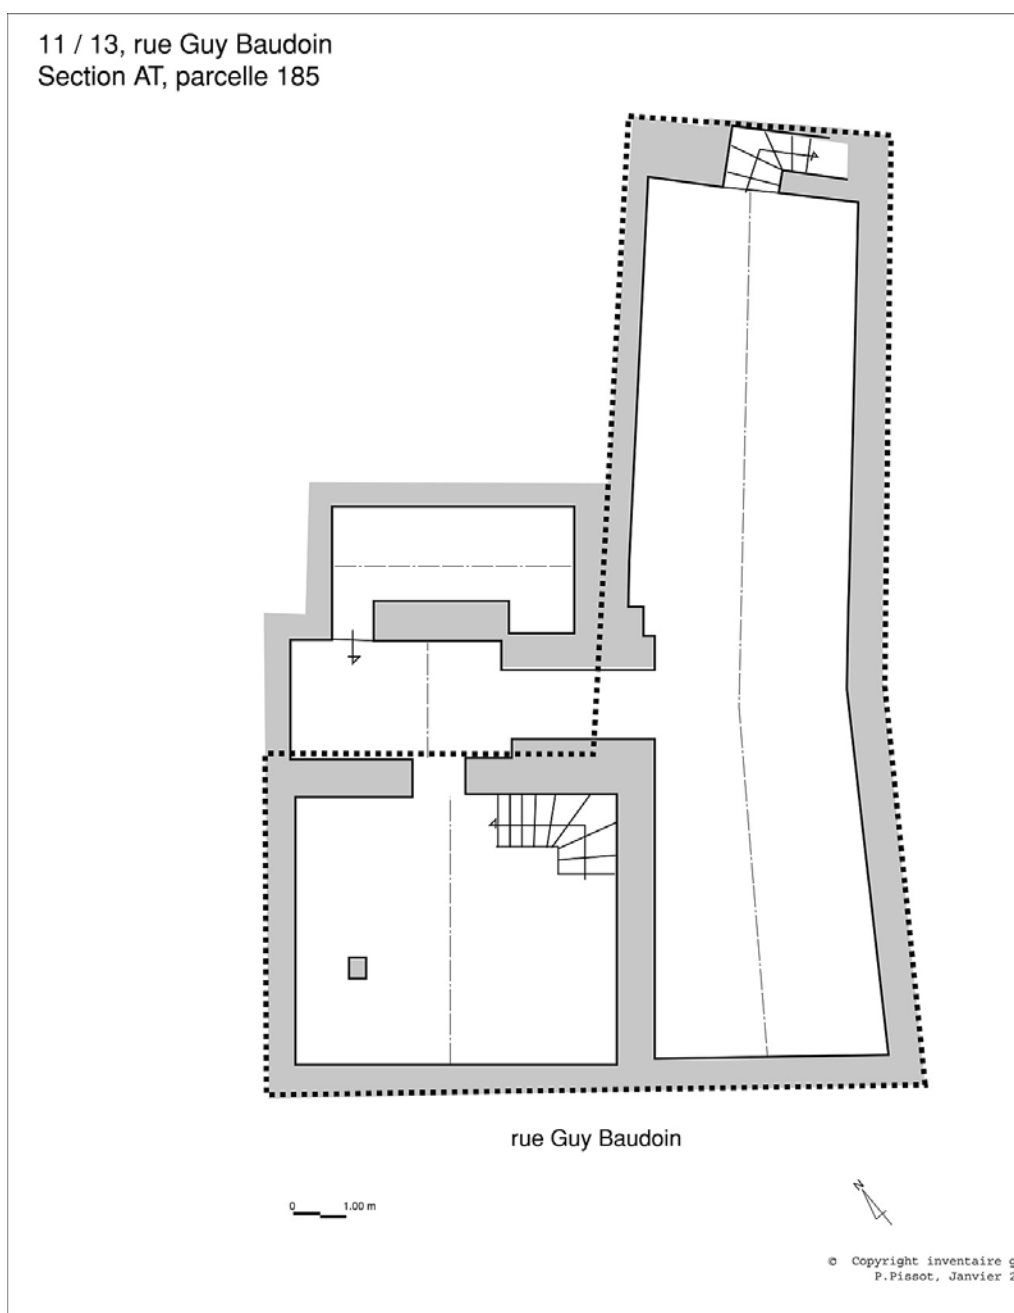 11 / 13, rue Guy Baudoin
Section AT, parcelle 185
rue Guy Baudoin
0 1.00 m
N
© Copyright inventaire g
P.Pissot, Janvier 2